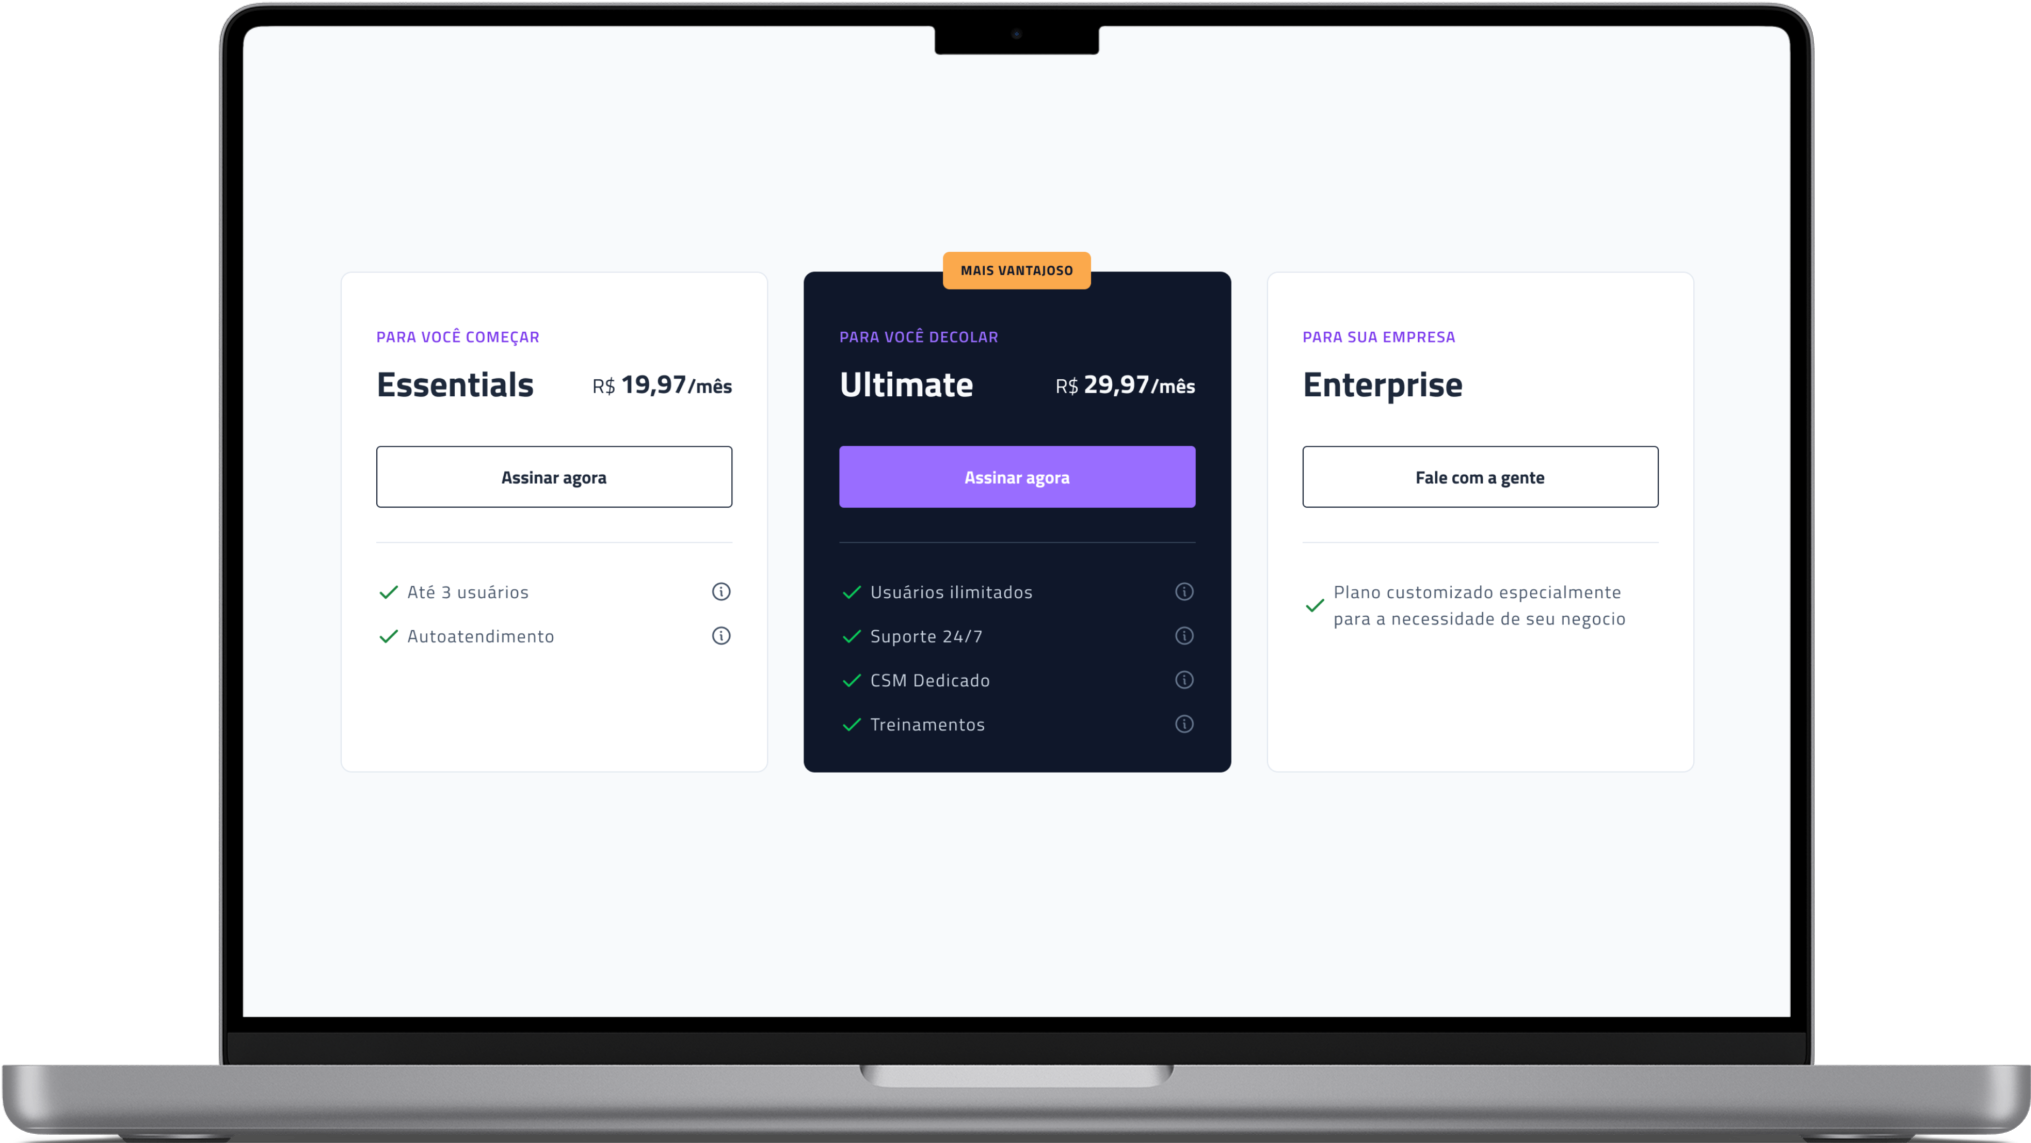 PARA VOCÊ COMEÇAR
Essentials
R$ 19,97/mês
Assinar agora
Até 3 usuários
Autoatendimento
MAIS VANTAJOSO
PARA VOCÊ DECOLAR
Ultimate
R$ 29,97/mês
Assinar agora
Usuários ilimitados
Suporte 24/7
CSM Dedicado
Treinamentos
PARA SUA EMPRESA
Enterprise
Fale com a gente
Plano customizado especialmente
para a necessidade de seu negocio